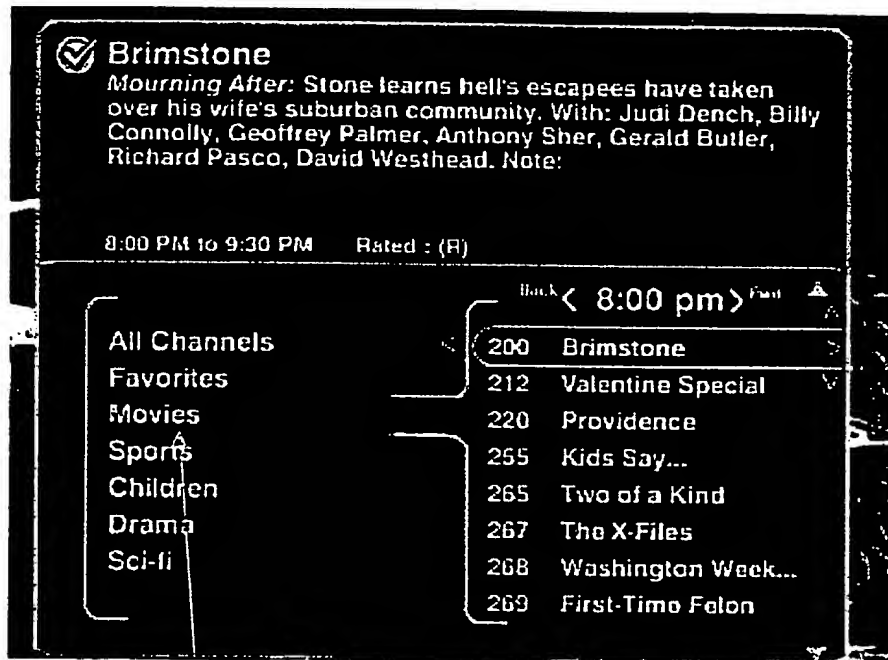 Brimstone
Mourning After: Stone learns hell's escapees have taken
over his wife's suburban community. With: Judi Dench, Billy
Connolly, Geoffrey Palmer, Anthony Sher, Gerald Butler,
Richard Pasco, David Westhead. Note:
8:00 PM to 9:30 PM Rated : (R)
Back < 8:00 pm >
All Channels
Favorites
Movies
Sports
Children
Drama
Sci-fi
200 Brimstone
212 Valentine Special
220 Providence
255 Kids Say...
265 Two of a Kind
267 The X-Files
268 Washington Week...
269 First-Time Felon